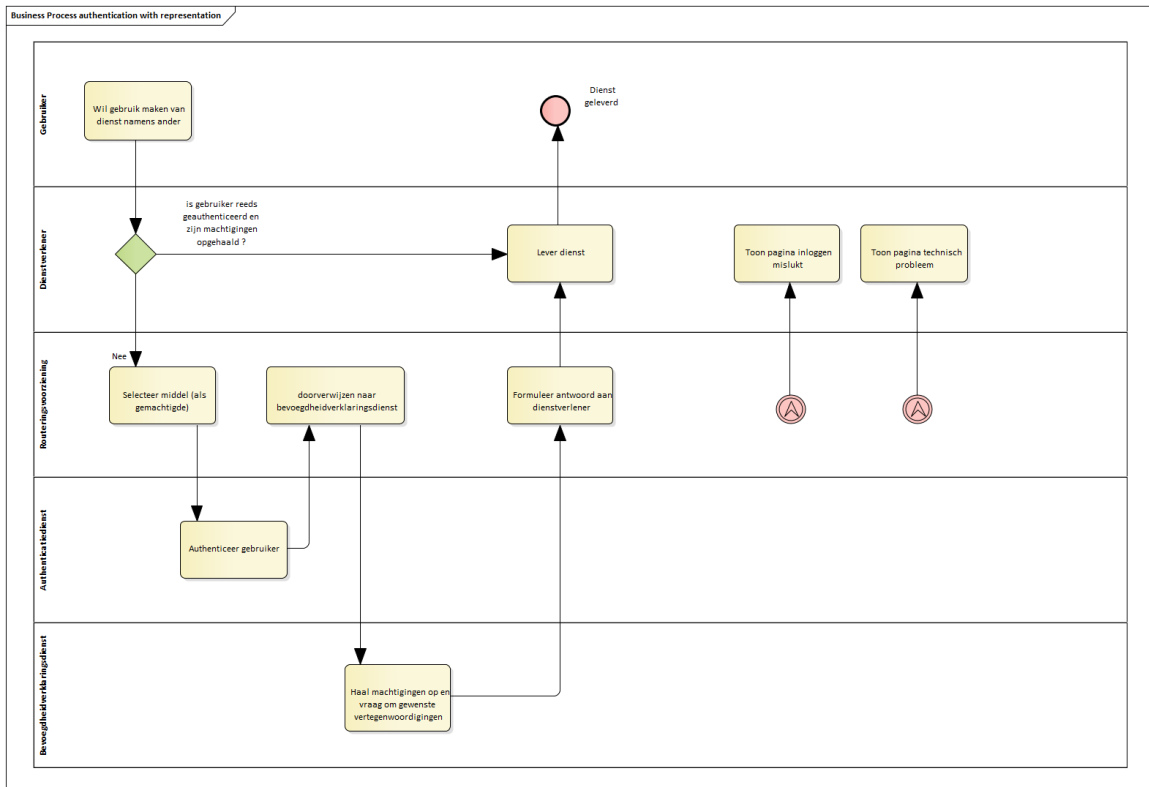 Business Process authentication with representation
Gebruiker
Wil gebruik maken van
dienst namens ander
Dienst
geleverd
Dienstverlener
is gebruiker reeds
geauthenticeerd en
zijn machtigingen
opgehaald ?
Lever dienst
Toon pagina inloggen
mislukt
Toon pagina technisch
probleem
Routeringsvoorziening
Nee
Selecteer middel (als
gemachtigde)
doorverwijzen naar
bevoegdheidverklaringsdienst
Formuleer antwoord aan
dienstverlener
Authenticatiedienst
Authenticeer gebruiker
Bevoegdheidverklaringsdienst
Haal machtigingen op en
vraag om gewenste
vertegenwoordigingen